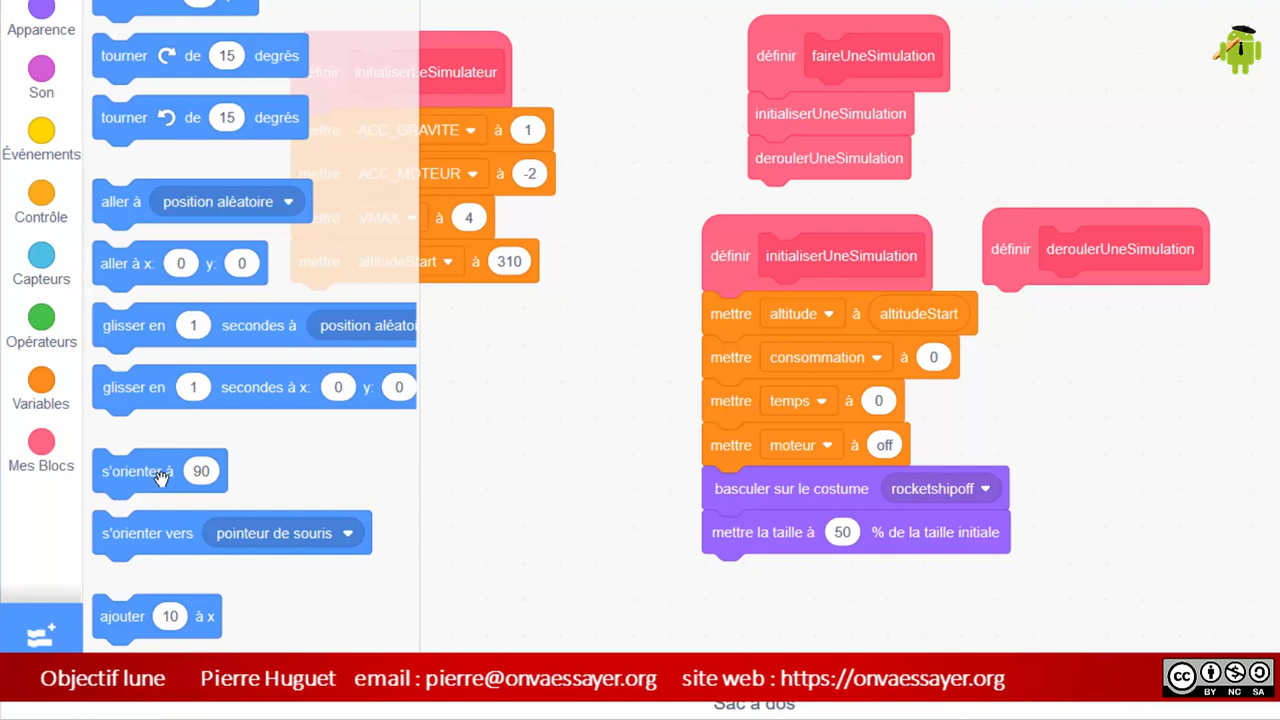 Apparence
Son
Événements
Contrôle
Capteurs
Opérateurs
Variables
Mes Blocs
tourner de 15 degrés
tourner de 15 degrés
aller à position aléatoire
aller à x: 0 y: 0
glisser en 1 secondes à position aléatoi
glisser en 1 secondes à x: 0 y: 0
s'orienter à 90
s'orienter vers pointeur de souris
ajouter 10 à x
définir initialiserLeSimulateur
mettre ACC_GRAVITE à 1
mettre ACC_MOTEUR à -2
mettre VMAX à 4
mettre altitudeStart à 310
définir faireUneSimulation
initialiserUneSimulation
deroulerUneSimulation
définir initialiserUneSimulation
mettre altitude à altitudeStart
mettre consommation à 0
mettre temps à 0
mettre moteur à off
basculer sur le costume rocketshipoff
mettre la taille à 50 % de la taille initiale
définir deroulerUneSimulation
Objectif lune Pierre Huguet email : pierre@onvaessayer.org site web : https://onvaessayer.org
CC BY NC SA
Sac à dos